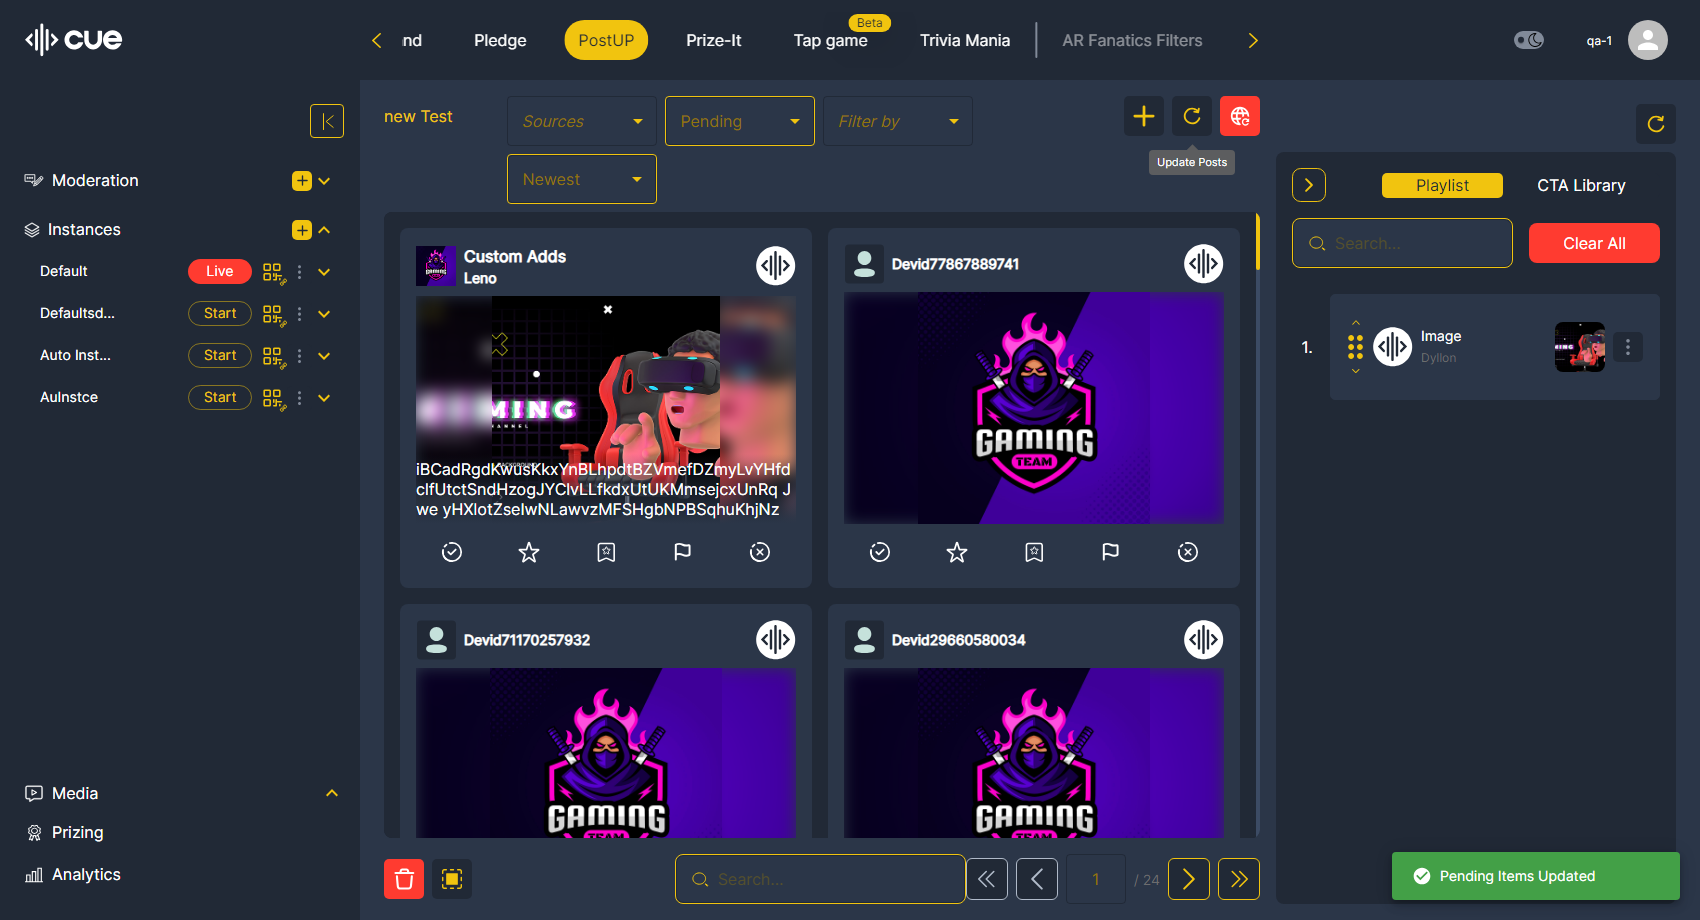 cue
nd
Pledge
PostUP
Prize-It
Tap game
Beta
Trivia Mania
AR Fanatics Filters
qa-1
new Test
Sources
Pending
Filter by
Newest
Update Posts
Moderation
Instances
Default
Live
Defaultsd...
Start
Auto Inst...
Start
AuInstce
Start
Media
Prizing
Analytics
Custom Adds
Leno
MING
iBCadRgdKwusKkxYnBLhpdtBZVmefDZmyLvYHfd
clfUtctSndHzogJYClvLLfkdxUtUKMmsejcxUnRq J
we yHXlotZselwNLawvzMFSHgbNPBSqhuKhjNz
Devid77867889741
GAMING
TEAM
Devid71170257932
GAMING
TEAM
Devid29660580034
GAMING
TEAM
Search...
1
/ 24
Playlist
CTA Library
Search...
Clear All
1.
Image
Dyllon
Pending Items Updated